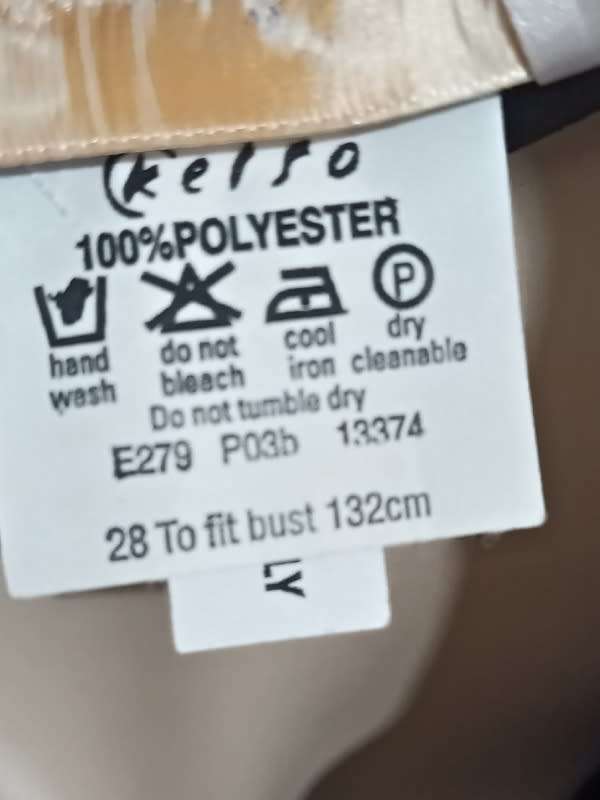 Kelso
100%POLYESTER
P
hand wash
do not bleach
cool iron
dry cleanable
Do not tumble dry
E279 P03b 13374
28 To fit bust 132cm
LY